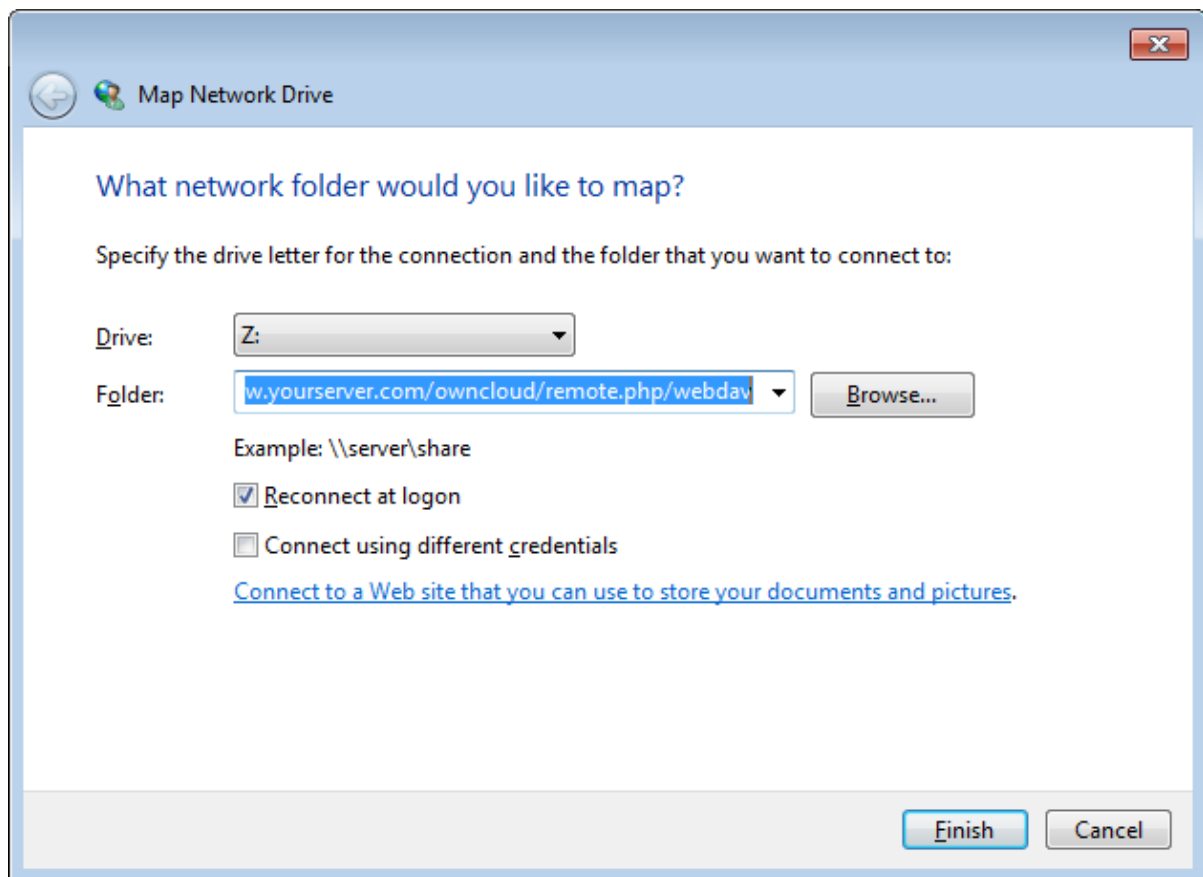 Map Network Drive
What network folder would you like to map?
Specify the drive letter for the connection and the folder that you want to connect to:
Drive: Z:
Folder: w.yourserver.com/owncloud/remote.php/webdav Browse...
Example: \\server\share
Reconnect at logon
Connect using different credentials
Connect to a Web site that you can use to store your documents and pictures.
Finish Cancel